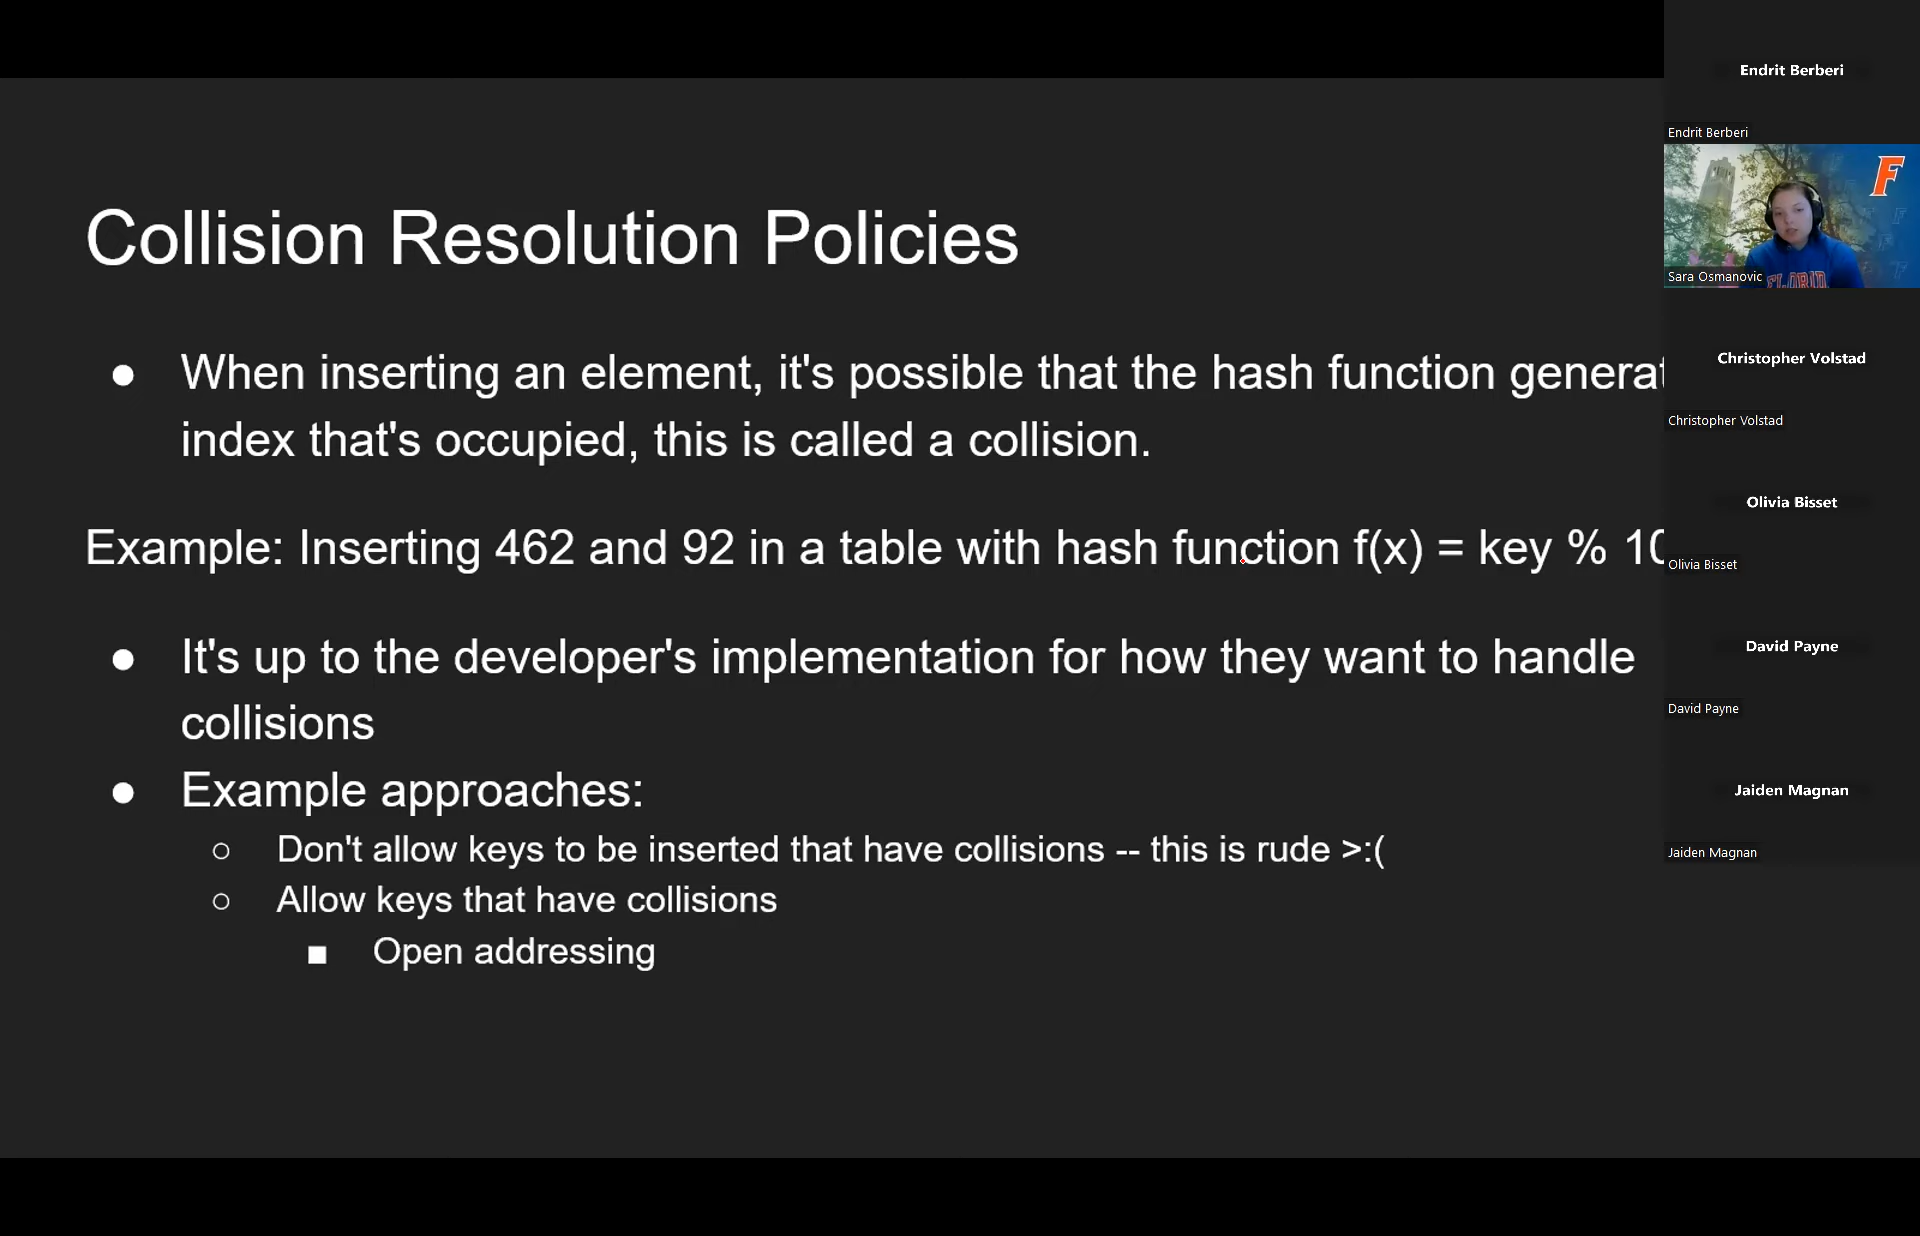 Collision Resolution Policies
● When inserting an element, it's possible that the hash function generat
index that's occupied, this is called a collision.
Example: Inserting 462 and 92 in a table with hash function f(x) = key % 10
● It's up to the developer's implementation for how they want to handle
collisions
● Example approaches:
○ Don't allow keys to be inserted that have collisions -- this is rude >:(
○ Allow keys that have collisions
■ Open addressing
Endrit Berberi
Endrit Berberi
F
FLORID
Sara Osmanovic
Christopher Volstad
Christopher Volstad
Olivia Bisset
Olivia Bisset
David Payne
David Payne
Jaiden Magnan
Jaiden Magnan